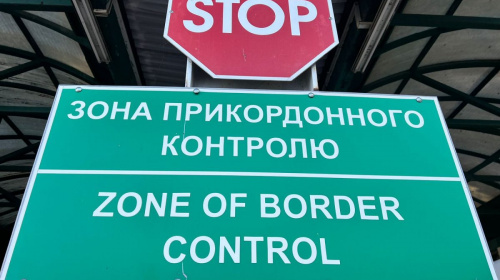 STOP
ЗОНА ПРИКОРДОННОГО
КОНТРОЛЮ
ZONE OF BORDER
CONTROL